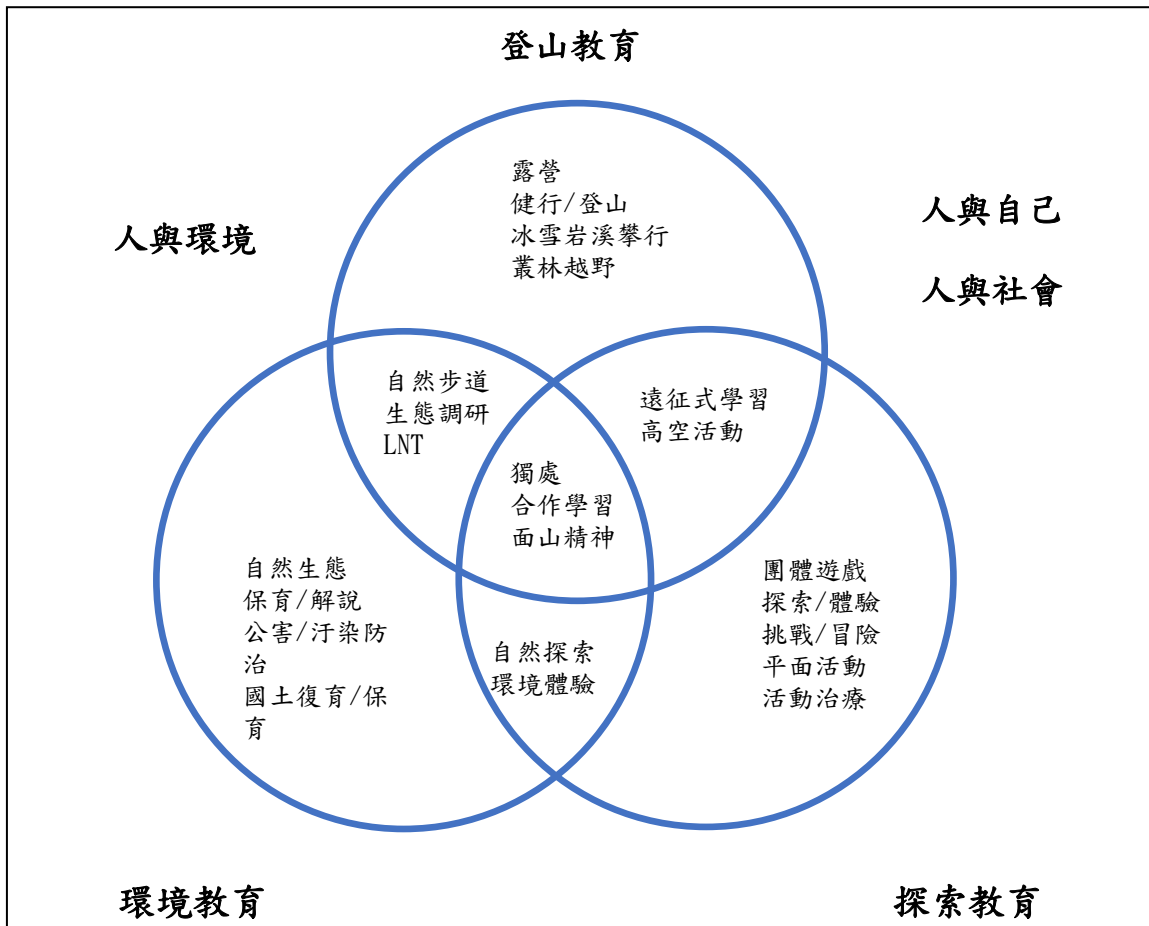 登山教育
人與環境
人與自己
人與社會
露營
健行/登山
冰雪岩溪攀行
叢林越野
自然步道
生態調研
LNT
遠征式學習
高空活動
獨處
合作學習
面山精神
自然生態
保育/解說
公害/汙染防
治
國土復育/保
育
自然探索
環境體驗
團體遊戲
探索/體驗
挑戰/冒險
平面活動
活動治療
環境教育
探索教育